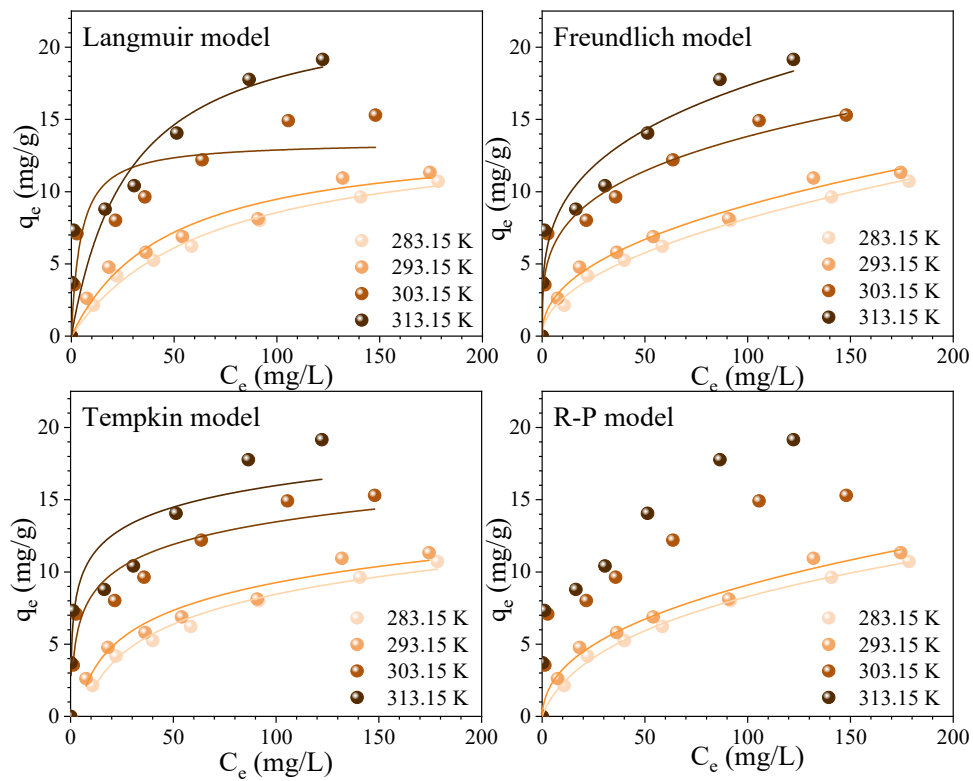 Langmuir model
20
15
10
5
0
q_e (mg/g)
283.15 K
293.15 K
303.15 K
313.15 K
0 50 100 150 200
C_e (mg/L)
Freundlich model
20
15
10
5
0
q_e (mg/g)
283.15 K
293.15 K
303.15 K
313.15 K
0 50 100 150 200
C_e (mg/L)
Tempkin model
20
15
10
5
0
q_e (mg/g)
283.15 K
293.15 K
303.15 K
313.15 K
0 50 100 150 200
C_e (mg/L)
R-P model
20
15
10
5
0
q_e (mg/g)
283.15 K
293.15 K
303.15 K
313.15 K
0 50 100 150 200
C_e (mg/L)